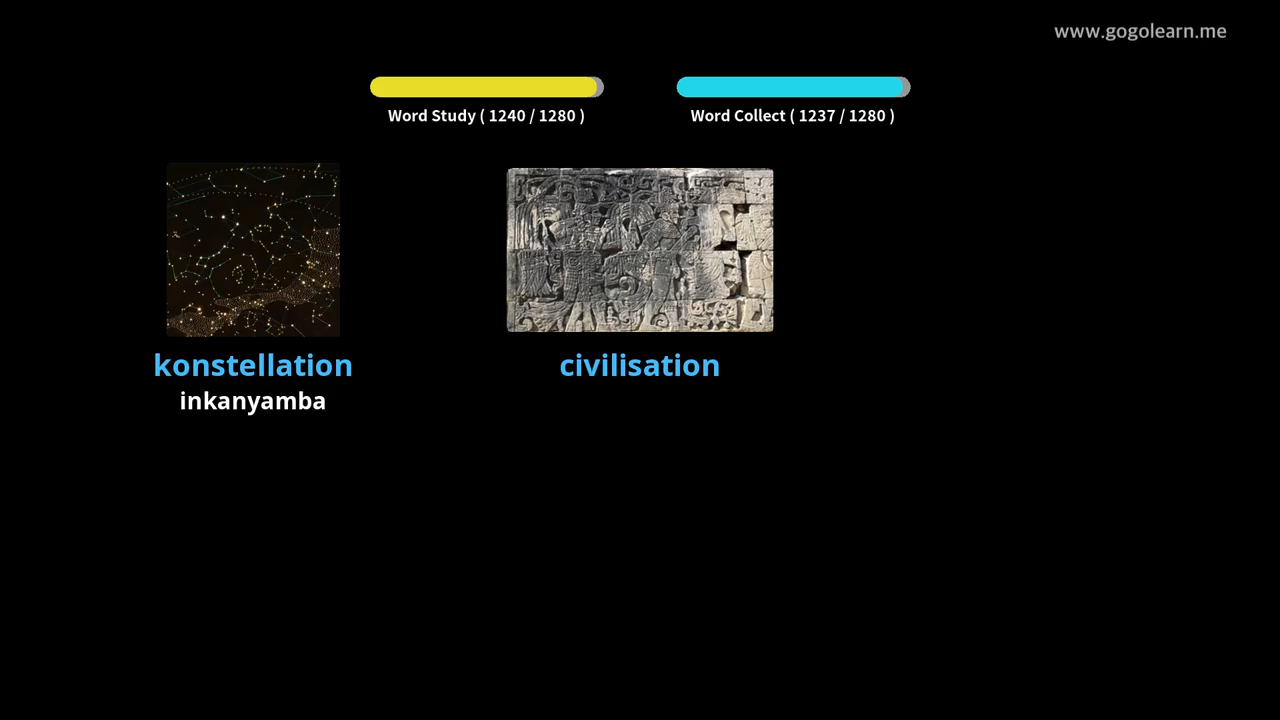 www.gogolearn.me
Word Study ( 1240 / 1280 )
Word Collect ( 1237 / 1280 )
konstellation
inkanyamba
civilisation